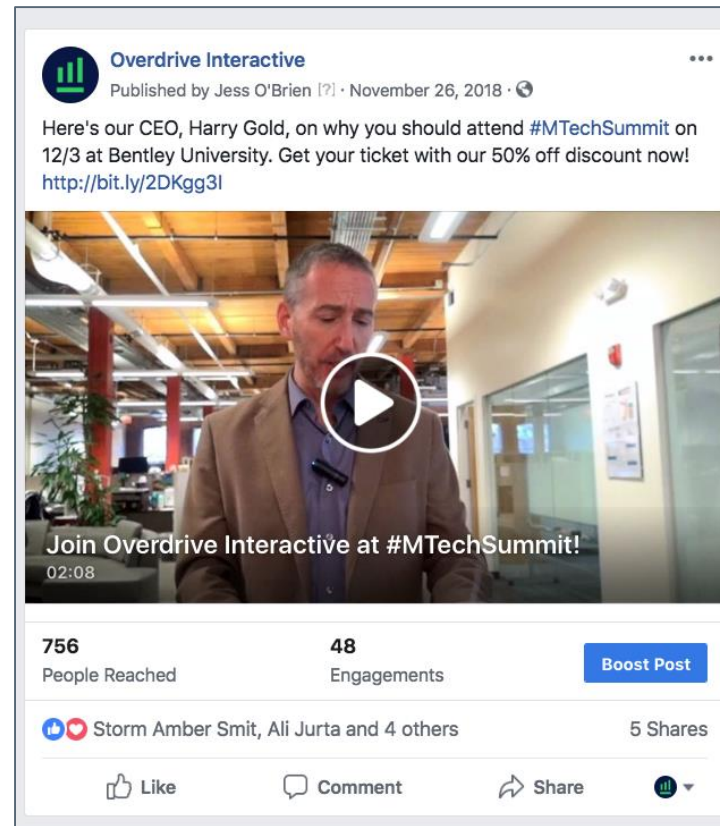 Overdrive Interactive
Published by Jess O'Brien [?] · November 26, 2018 ·
Here's our CEO, Harry Gold, on why you should attend #MTechSummit on
12/3 at Bentley University. Get your ticket with our 50% off discount now!
http://bit.ly/2DKgg3I
Join Overdrive Interactive at #MTechSummit!
02:08
756
People Reached
48
Engagements
Boost Post
Storm Amber Smit, Ali Jurta and 4 others
5 Shares
Like
Comment
Share